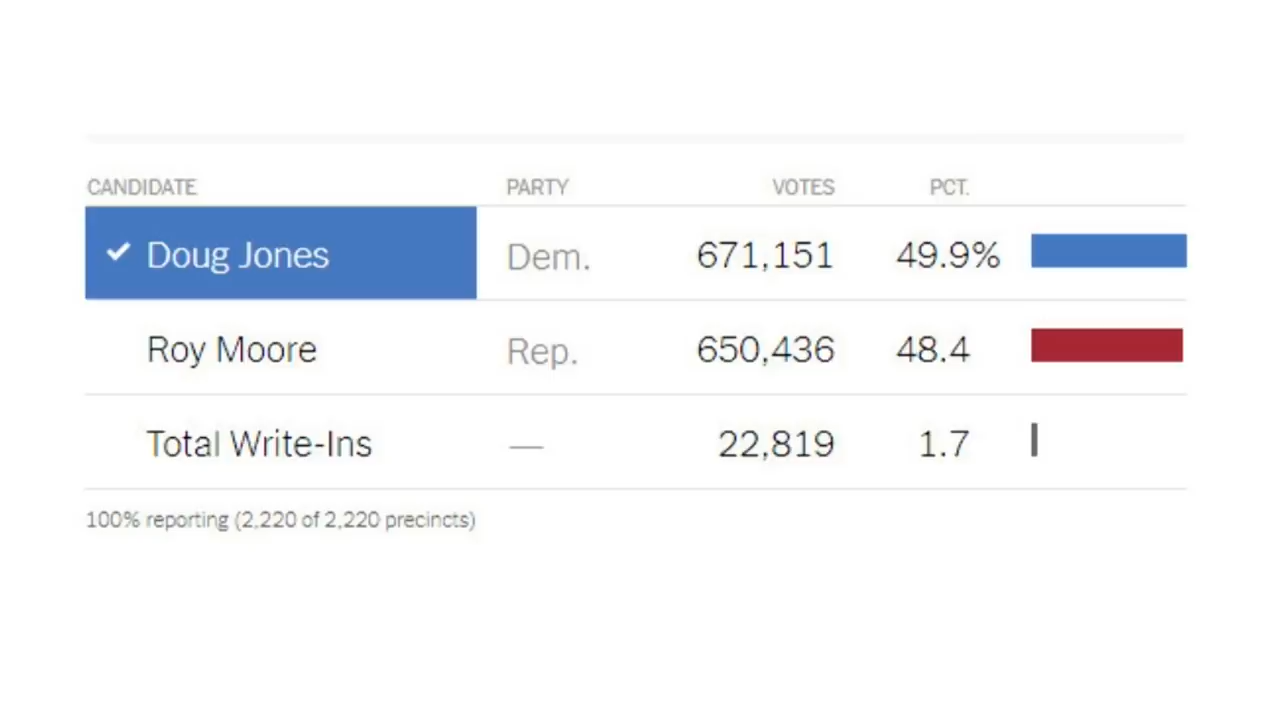 CANDIDATE PARTY VOTES PCT.
Doug Jones Dem. 671,151 49.9%
Roy Moore Rep. 650,436 48.4
Total Write-Ins — 22,819 1.7
100% reporting (2,220 of 2,220 precincts)